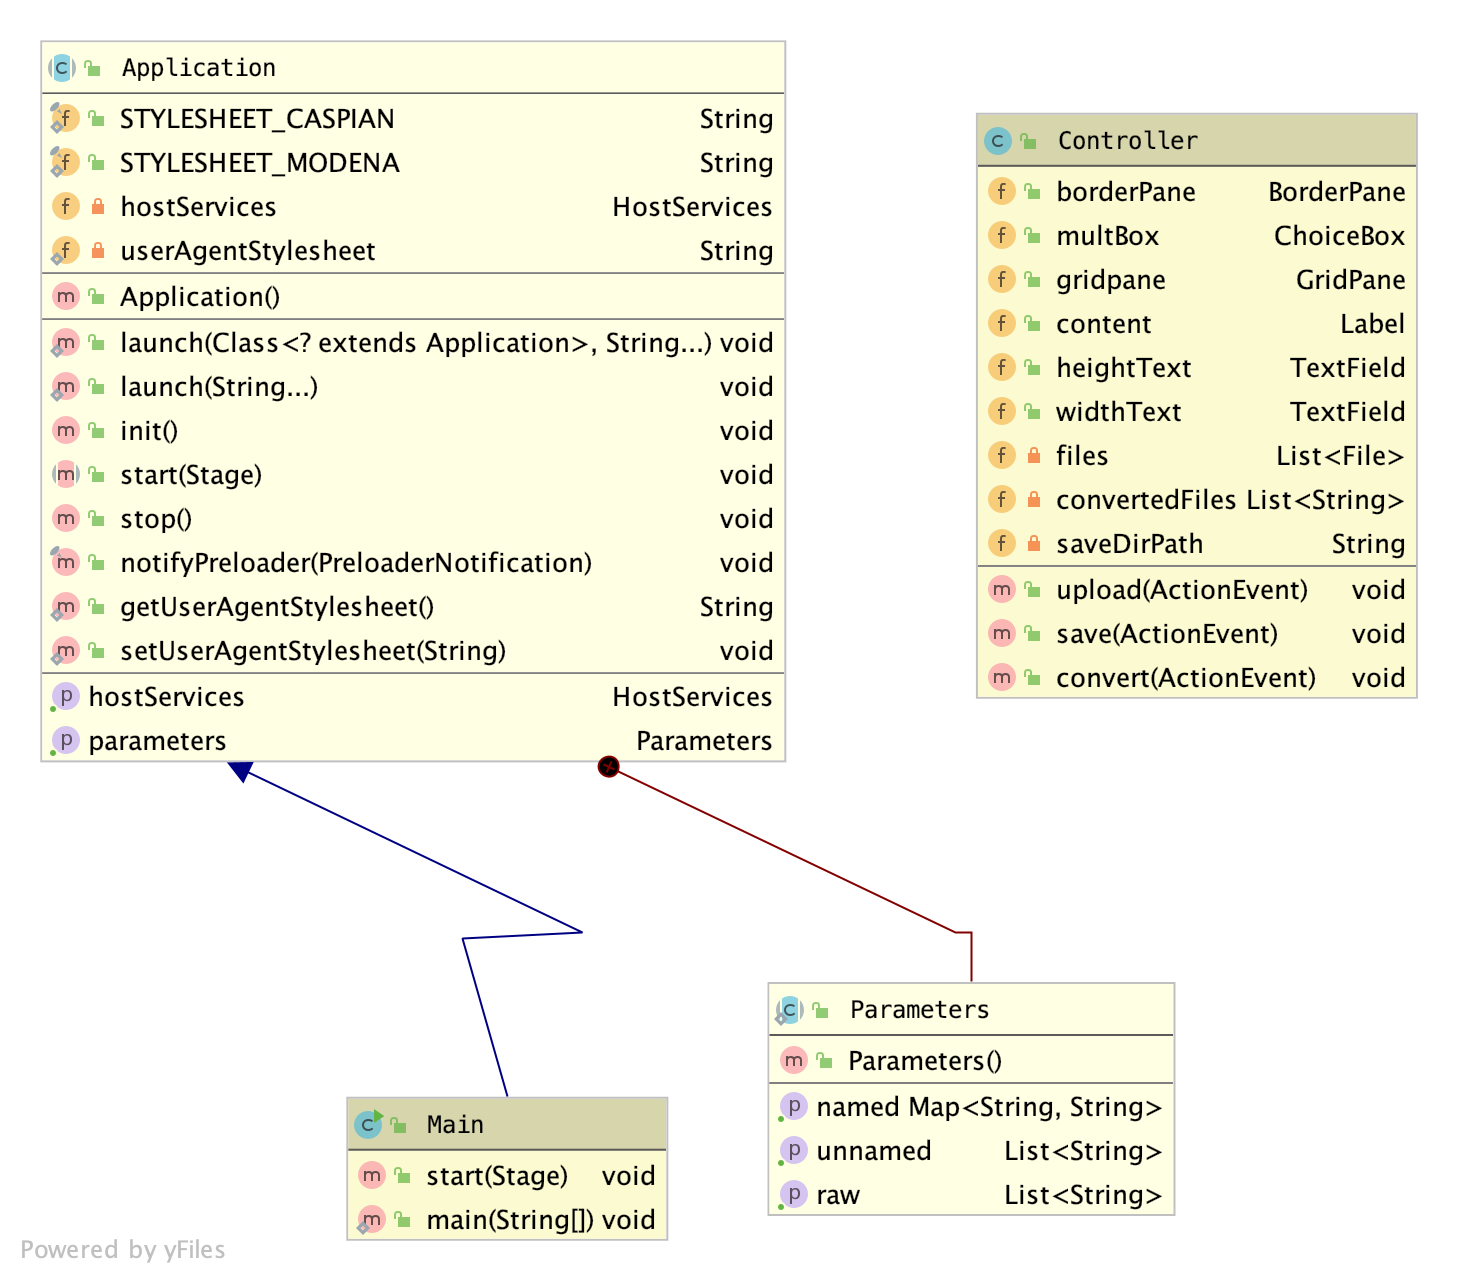 Application
STYLESHEET_CASPIAN String
STYLESHEET_MODENA String
hostServices HostServices
userAgentStylesheet String
Application()
launch(Class<? extends Application>, String...) void
launch(String...) void
init() void
start(Stage) void
stop() void
notifyPreloader(PreloaderNotification) void
getUserAgentStylesheet() String
setUserAgentStylesheet(String) void
hostServices HostServices
parameters Parameters
Controller
borderPane BorderPane
multBox ChoiceBox
gridpane GridPane
content Label
heightText TextField
widthText TextField
files List<File>
convertedFiles List<String>
saveDirPath String
upload(ActionEvent) void
save(ActionEvent) void
convert(ActionEvent) void
Parameters
Parameters()
named Map<String, String>
unnamed List<String>
raw List<String>
Main
start(Stage) void
main(String[]) void
Powered by yFiles